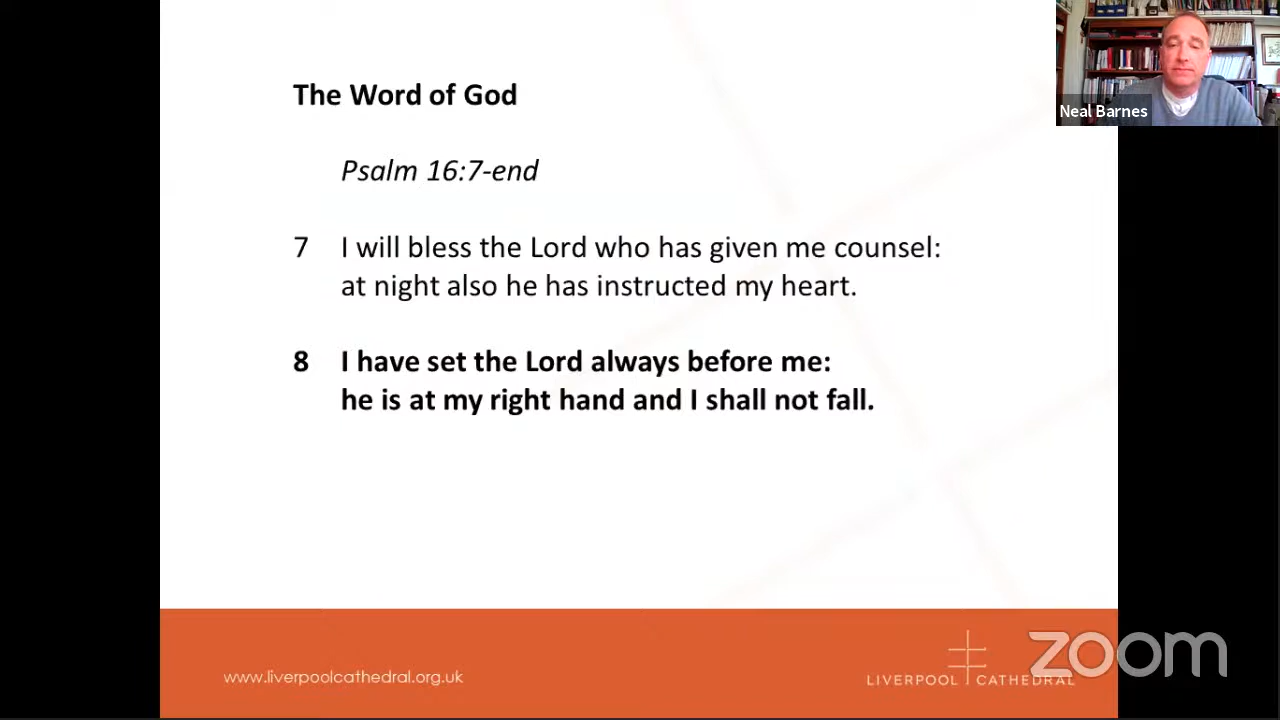 The Word of God
Psalm 16:7-end
7 I will bless the Lord who has given me counsel:
at night also he has instructed my heart.
8 I have set the Lord always before me:
he is at my right hand and I shall not fall.
Neal Barnes
www.liverpoolcathedral.org.uk
LIVERPOOL CATHEDRAL
zoom